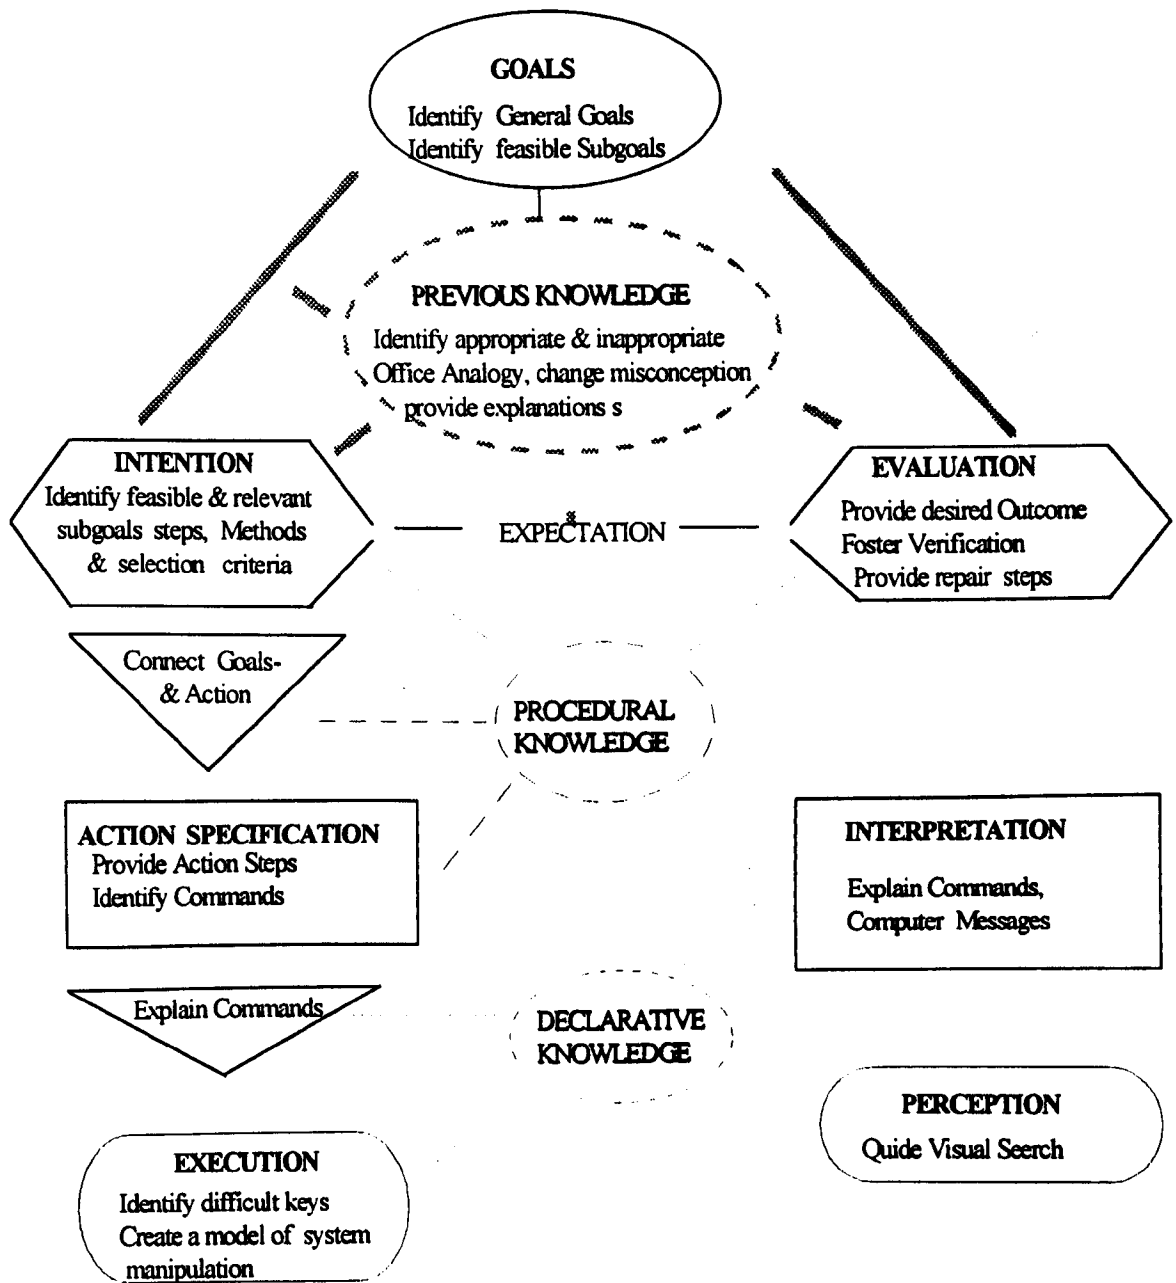 GOALS
Identify General Goals
Identify feasible Subgoals
PREVIOUS KNOWLEDGE
Identify appropriate & inappropriate
Office Analogy, change misconception
provide explanations s
INTENTION
Identify feasible & relevant
subgoals steps, Methods
& selection criteria
EXPECTATION
EVALUATION
Provide desired Outcome
Foster Verification
Provide repair steps
Connect Goals-
& Action
PROCEDURAL
KNOWLEDGE
ACTION SPECIFICATION
Provide Action Steps
Identify Commands
INTERPRETATION
Explain Commands,
Computer Messages
Explain Commands
DECLARATIVE
KNOWLEDGE
PERCEPTION
Quide Visual Seerch
EXECUTION
Identify difficult keys
Create a model of system
manipulation